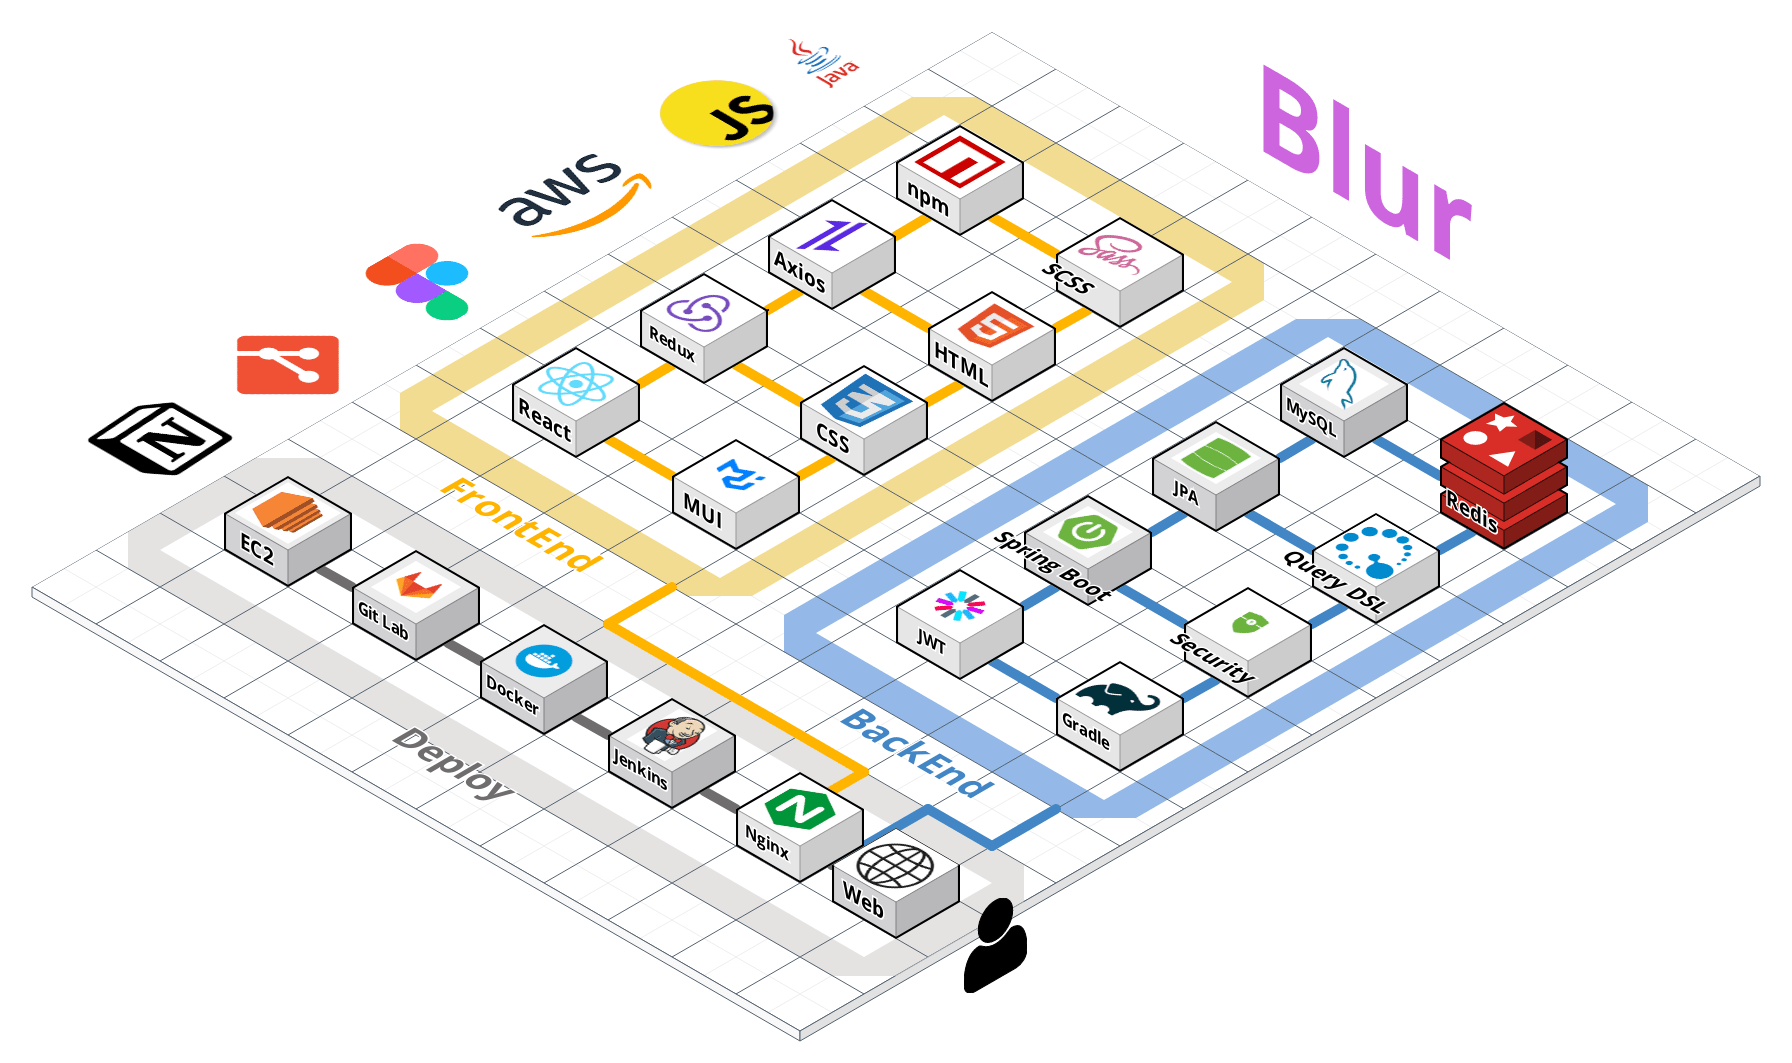 Java
JS
aws
Blur
N
npm
Axios
Sass
SCSS
Redux
HTML
React
CSS
MUI
FrontEnd
MySQL
JPA
Redis
Spring Boot
Query DSL
JWT
Security
Gradle
BackEnd
EC2
Git Lab
Docker
Jenkins
Nginx
Web
Deploy